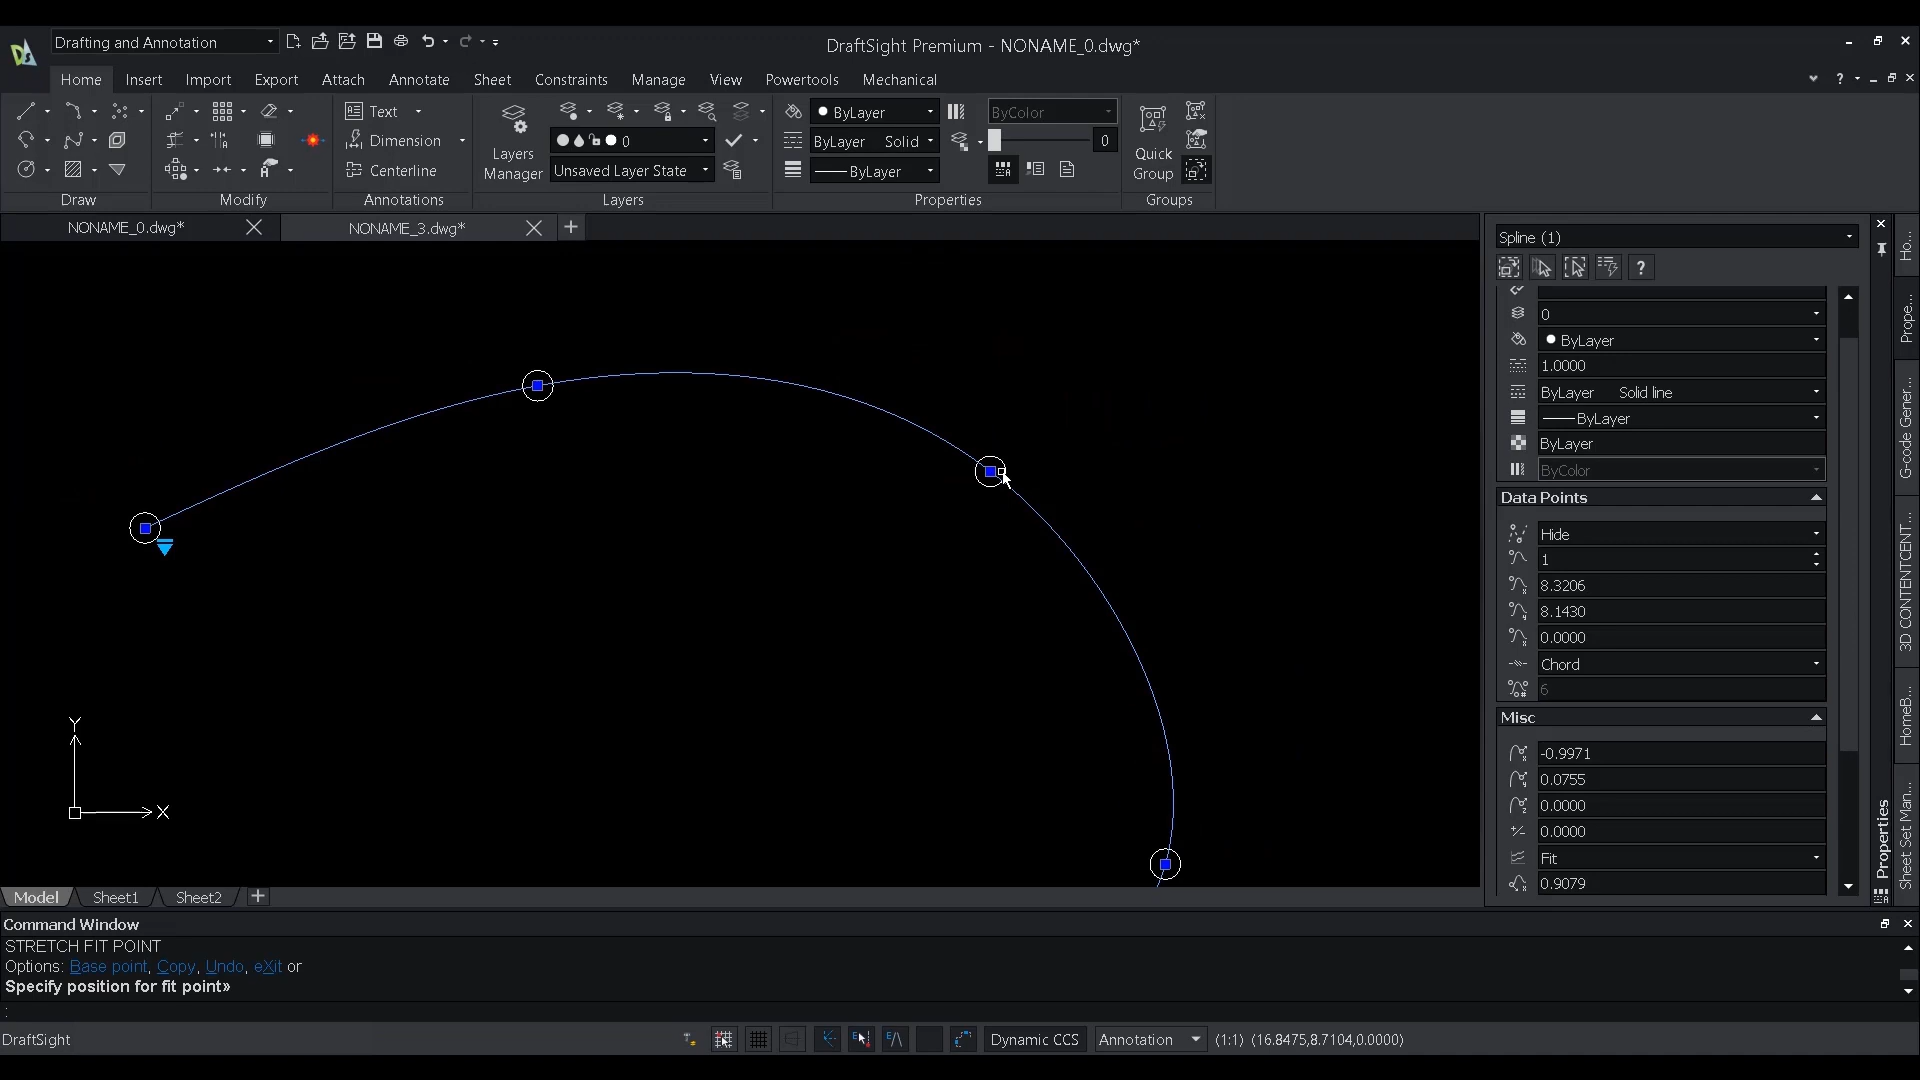 Drafting and Annotation
DraftSight Premium - NONAME_0.dwg*
Home Insert Import Export Attach Annotate Sheet Constraints Manage View Powertools Mechanical
Text
Dimension
Centerline
Layers
Manager
0
Unsaved Layer State
ByLayer
ByLayer Solid
ByLayer
ByColor
0
Quick
Group
Draw Modify Annotations Layers Properties Groups
NONAME_0.dwg*
NONAME_3.dwg*
Spline (1)
0
ByLayer
1.0000
ByLayer Solid line
ByLayer
ByLayer
ByColor
Data Points
Hide
1
8.3206
8.1430
0.0000
Chord
6
Misc
-0.9971
0.0755
0.0000
0.0000
Fit
0.9079
Ho...
Prope...
G-code Gener...
3D CONTENTCENT...
HomeB...
Sheet Set Man...
Properties
Y
X
Model Sheet1 Sheet2
Command Window
STRETCH FIT POINT
Options: Base point, Copy, Undo, eXit or
Specify position for fit point»
:
DraftSight
Dynamic CCS
Annotation
(1:1) (16.8475,8.7104,0.0000)